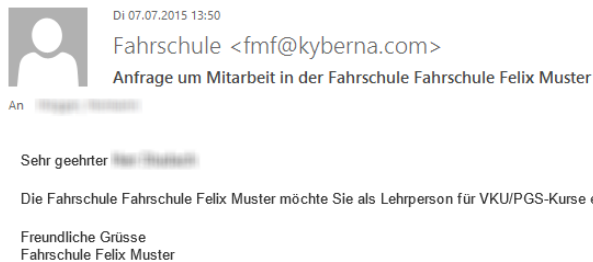 Di 07.07.2015 13:50
Fahrschule <fmf@kyberna.com>
Anfrage um Mitarbeit in der Fahrschule Fahrschule Felix Muster
An
Sehr geehrter
Die Fahrschule Fahrschule Felix Muster möchte Sie als Lehrperson für VKU/PGS-Kurse
Freundliche Grüsse
Fahrschule Felix Muster